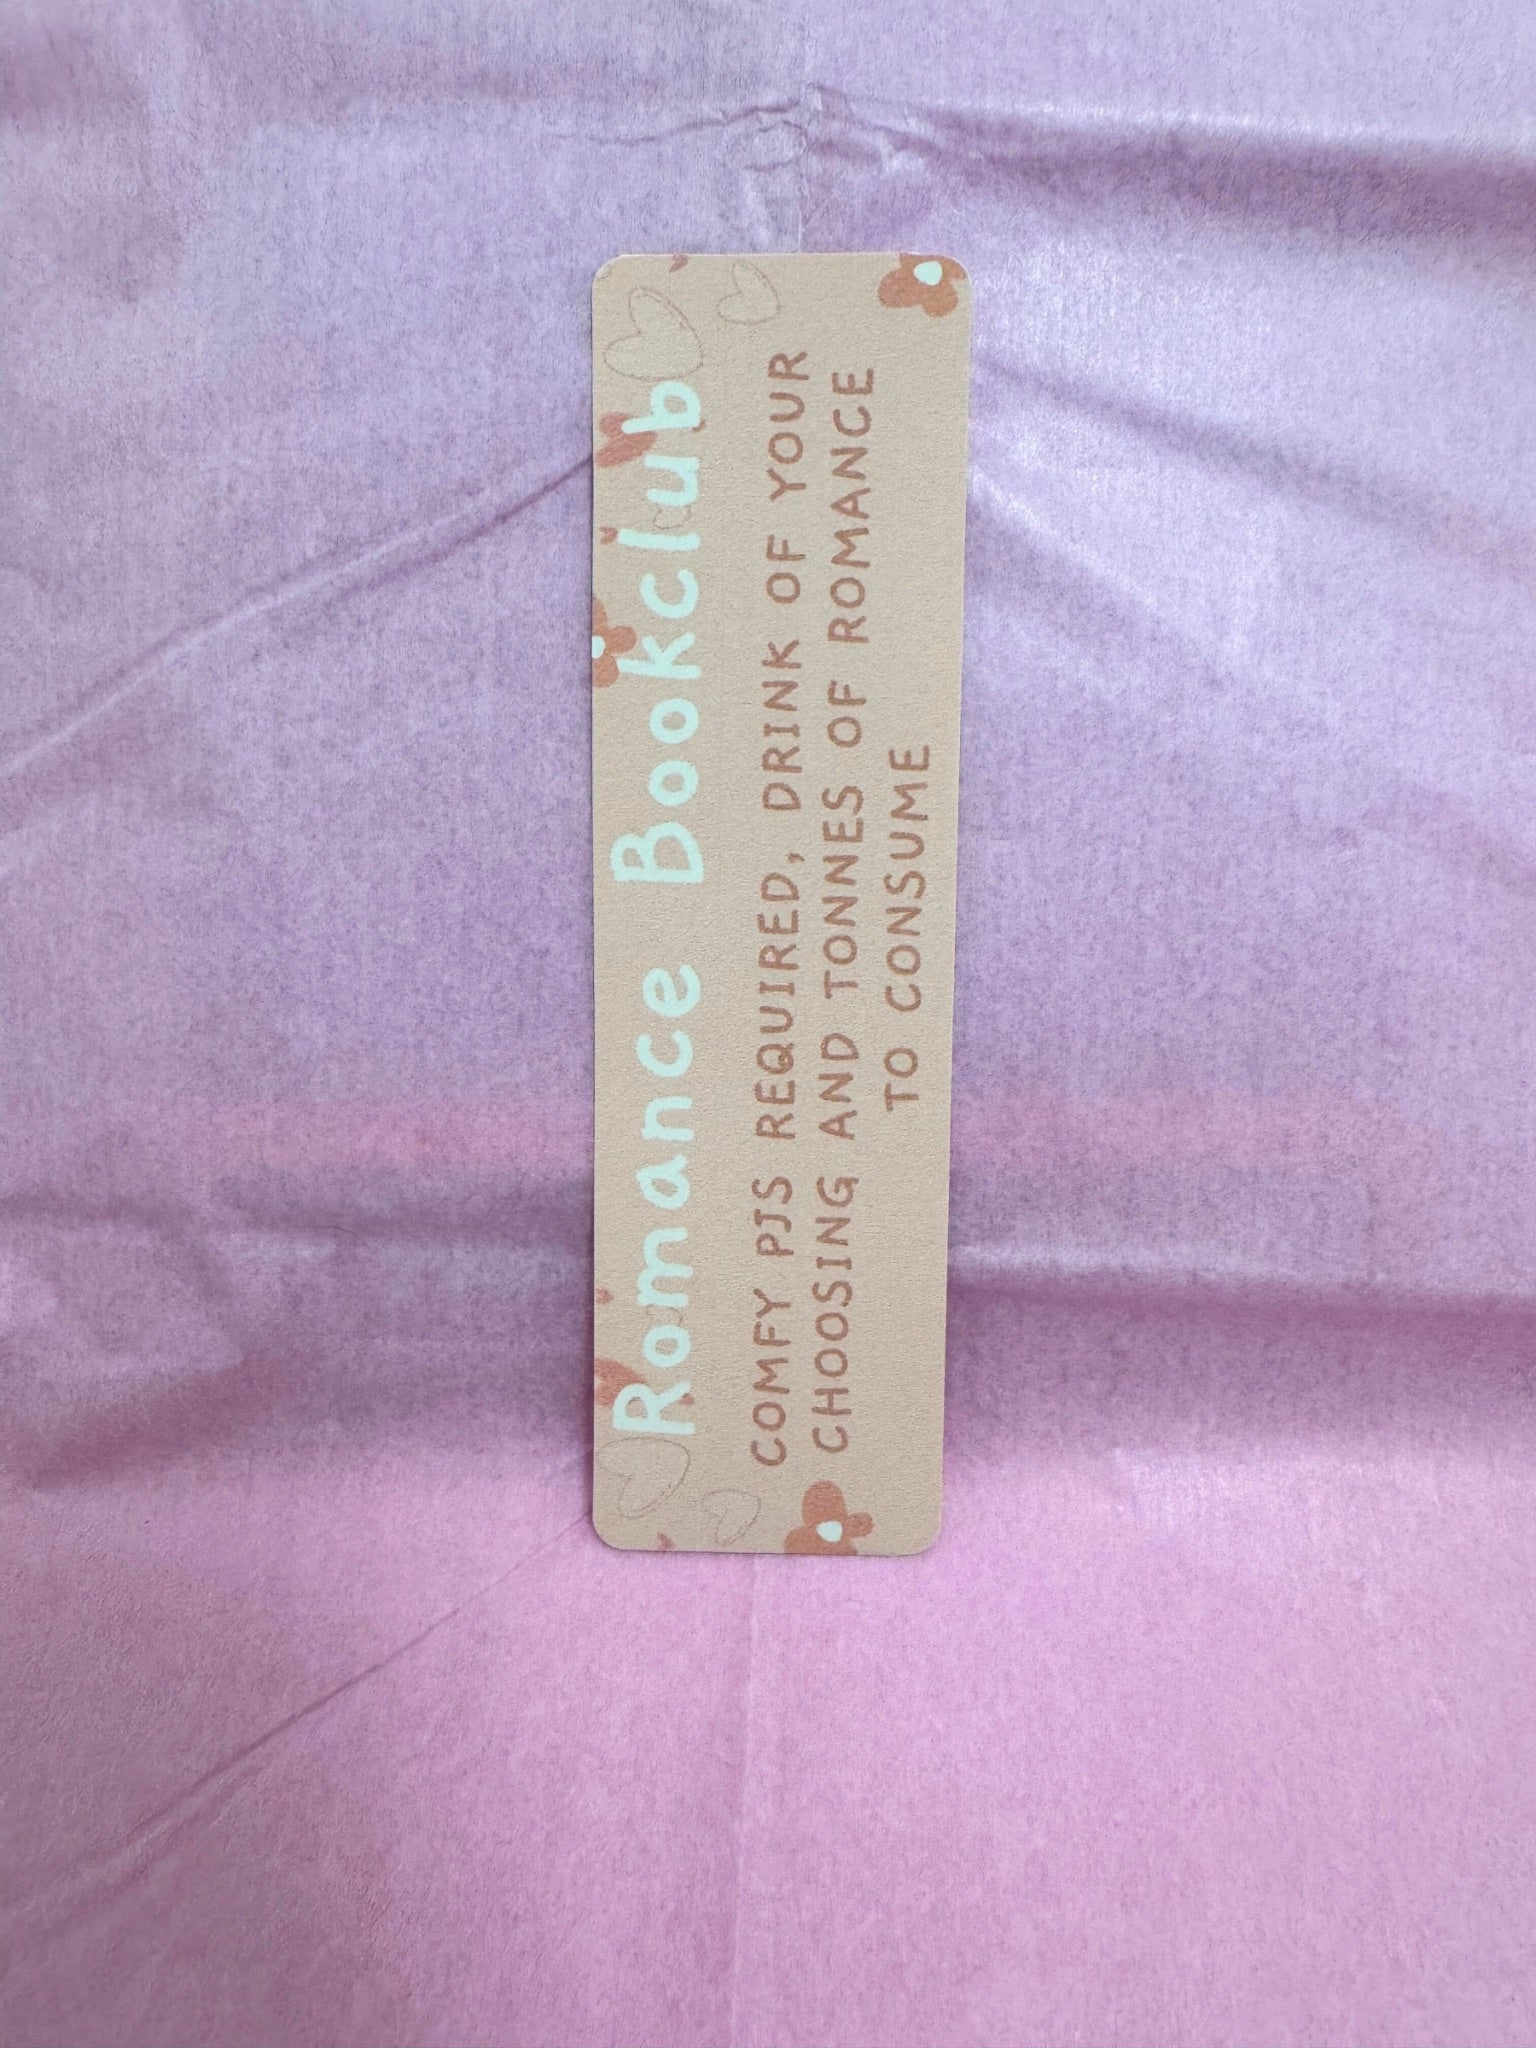 Romance Bookclub
COMFY PJS REQUIRED, DRINK OF YOUR
CHOOSING AND TONNES OF ROMANCE
TO CONSUME